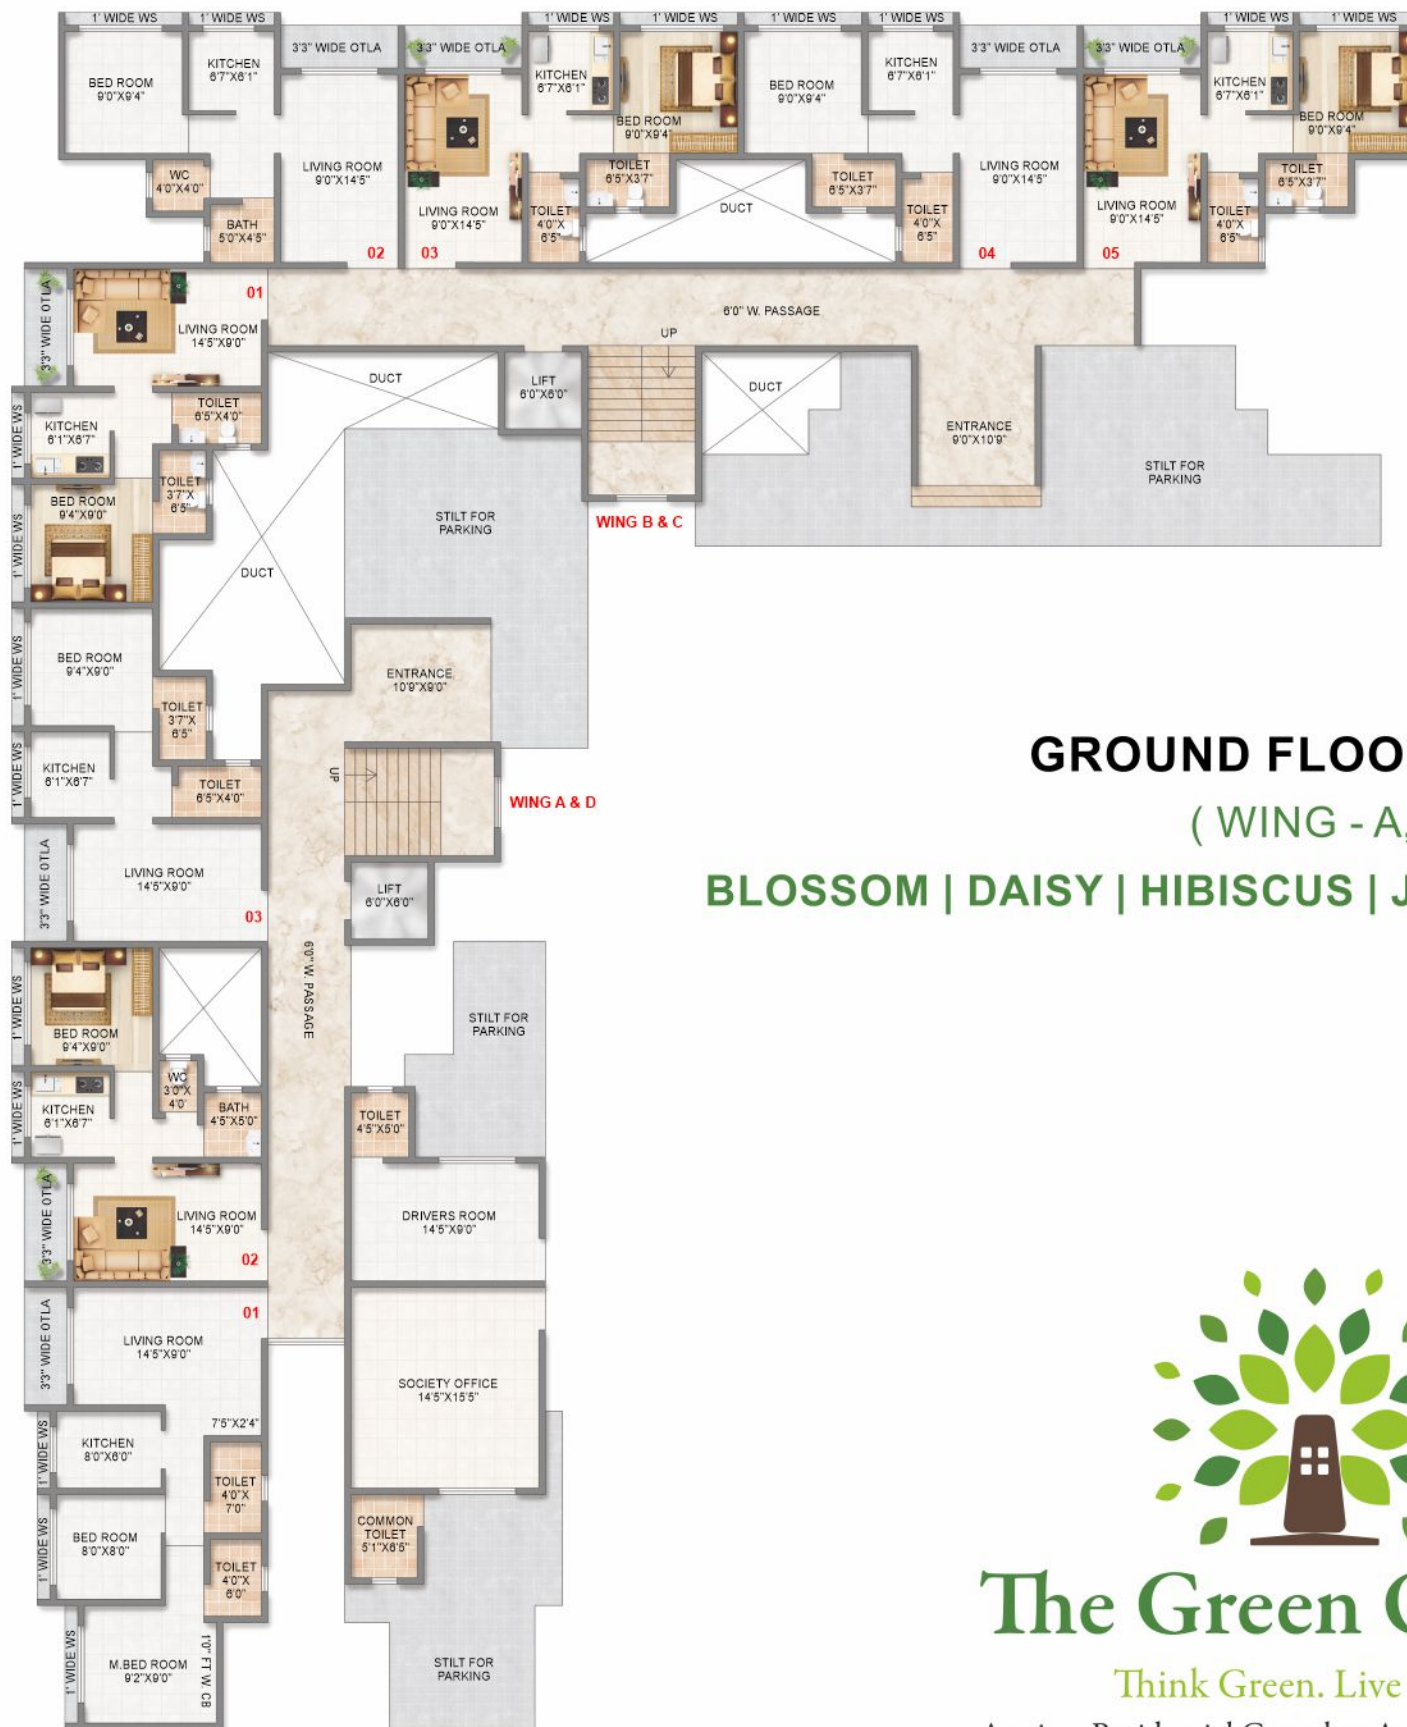 1' WIDE WS
1' WIDE WS
1' WIDE WS
1' WIDE WS
1' WIDE WS
1' WIDE WS
1' WIDE WS
BED ROOM
9'0"X9'4"
KITCHEN
6'7"X6'1"
3'3" WIDE OTLA
3'3" WIDE OTLA
KITCHEN
6'7"X6'1"
BED ROOM
9'0"X9'4"
BED ROOM
9'0"X9'4"
KITCHEN
6'7"X6'1"
3'3" WIDE OTLA
3'3" WIDE OTLA
KITCHEN
6'7"X6'1"
BED ROOM
9'0"X9'4"
WC
4'0"X4'0"
BATH
5'0"X4'5"
LIVING ROOM
9'0"X14'5"
02
LIVING ROOM
9'0"X14'5"
03
TOILET
6'5"X3'7"
TOILET
4'0"X
6'5"
DUCT
TOILET
6'5"X3'7"
TOILET
4'0"X
6'5"
LIVING ROOM
9'0"X14'5"
04
LIVING ROOM
9'0"X14'5"
05
TOILET
6'5"X3'7"
TOILET
4'0"X
6'5"
3'3" WIDE OTLA
01
LIVING ROOM
14'5"X9'0"
6'0" W. PASSAGE
UP
DUCT
LIFT
6'0"X6'0"
DUCT
ENTRANCE
9'0"X10'9"
STILT FOR
PARKING
1' WIDE WS
KITCHEN
6'1"X6'7"
TOILET
6'5"X4'0"
TOILET
3'7"X
6'5"
1' WIDE WS
BED ROOM
9'4"X9'0"
STILT FOR
PARKING
WING B & C
DUCT
1' WIDE WS
BED ROOM
9'4"X9'0"
TOILET
3'7"X
6'5"
ENTRANCE
10'9"X9'0"
1' WIDE WS
KITCHEN
6'1"X6'7"
TOILET
6'5"X4'0"
UP
WING A & D
GROUND FLOO
( WING - A,
BLOSSOM | DAISY | HIBISCUS | J
3'3" WIDE OTLA
LIVING ROOM
14'5"X9'0"
03
LIFT
6'0"X6'0"
6'0" W. PASSAGE
1' WIDE WS
BED ROOM
9'4"X9'0"
STILT FOR
PARKING
1' WIDE WS
KITCHEN
6'1"X6'7"
WC
3'0"X
4'0'
BATH
4'5"X5'0"
TOILET
4'5"X5'0"
3'3" WIDE OTLA
LIVING ROOM
14'5"X9'0"
02
DRIVERS ROOM
14'5"X9'0"
3'3" WIDE OTLA
01
LIVING ROOM
14'5"X9'0"
SOCIETY OFFICE
14'5"X15'5"
7'5"X2'4"
1' WIDE WS
KITCHEN
8'0"X6'0"
TOILET
4'0"X
7'0"
1' WIDE WS
BED ROOM
8'0"X8'0"
COMMON
TOILET
5'1"X6'5"
TOILET
4'0"X
6'0"
1' WIDE WS
M.BED ROOM
9'2"X9'0"
1'0" FT W. CB
STILT FOR
PARKING
The Green
Think Green. Live